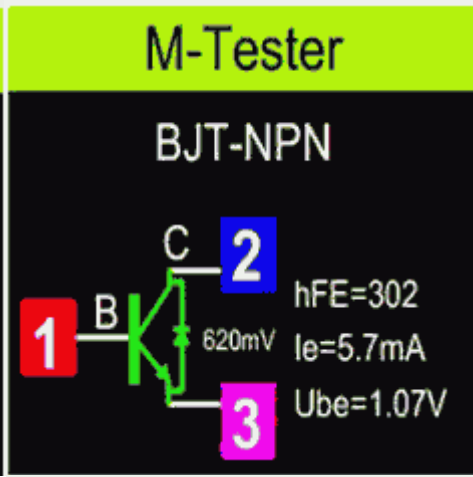 M-Tester
BJT-NPN
C
2
1
B
hFE=302
620mV
Ie=5.7mA
Ube=1.07V
3